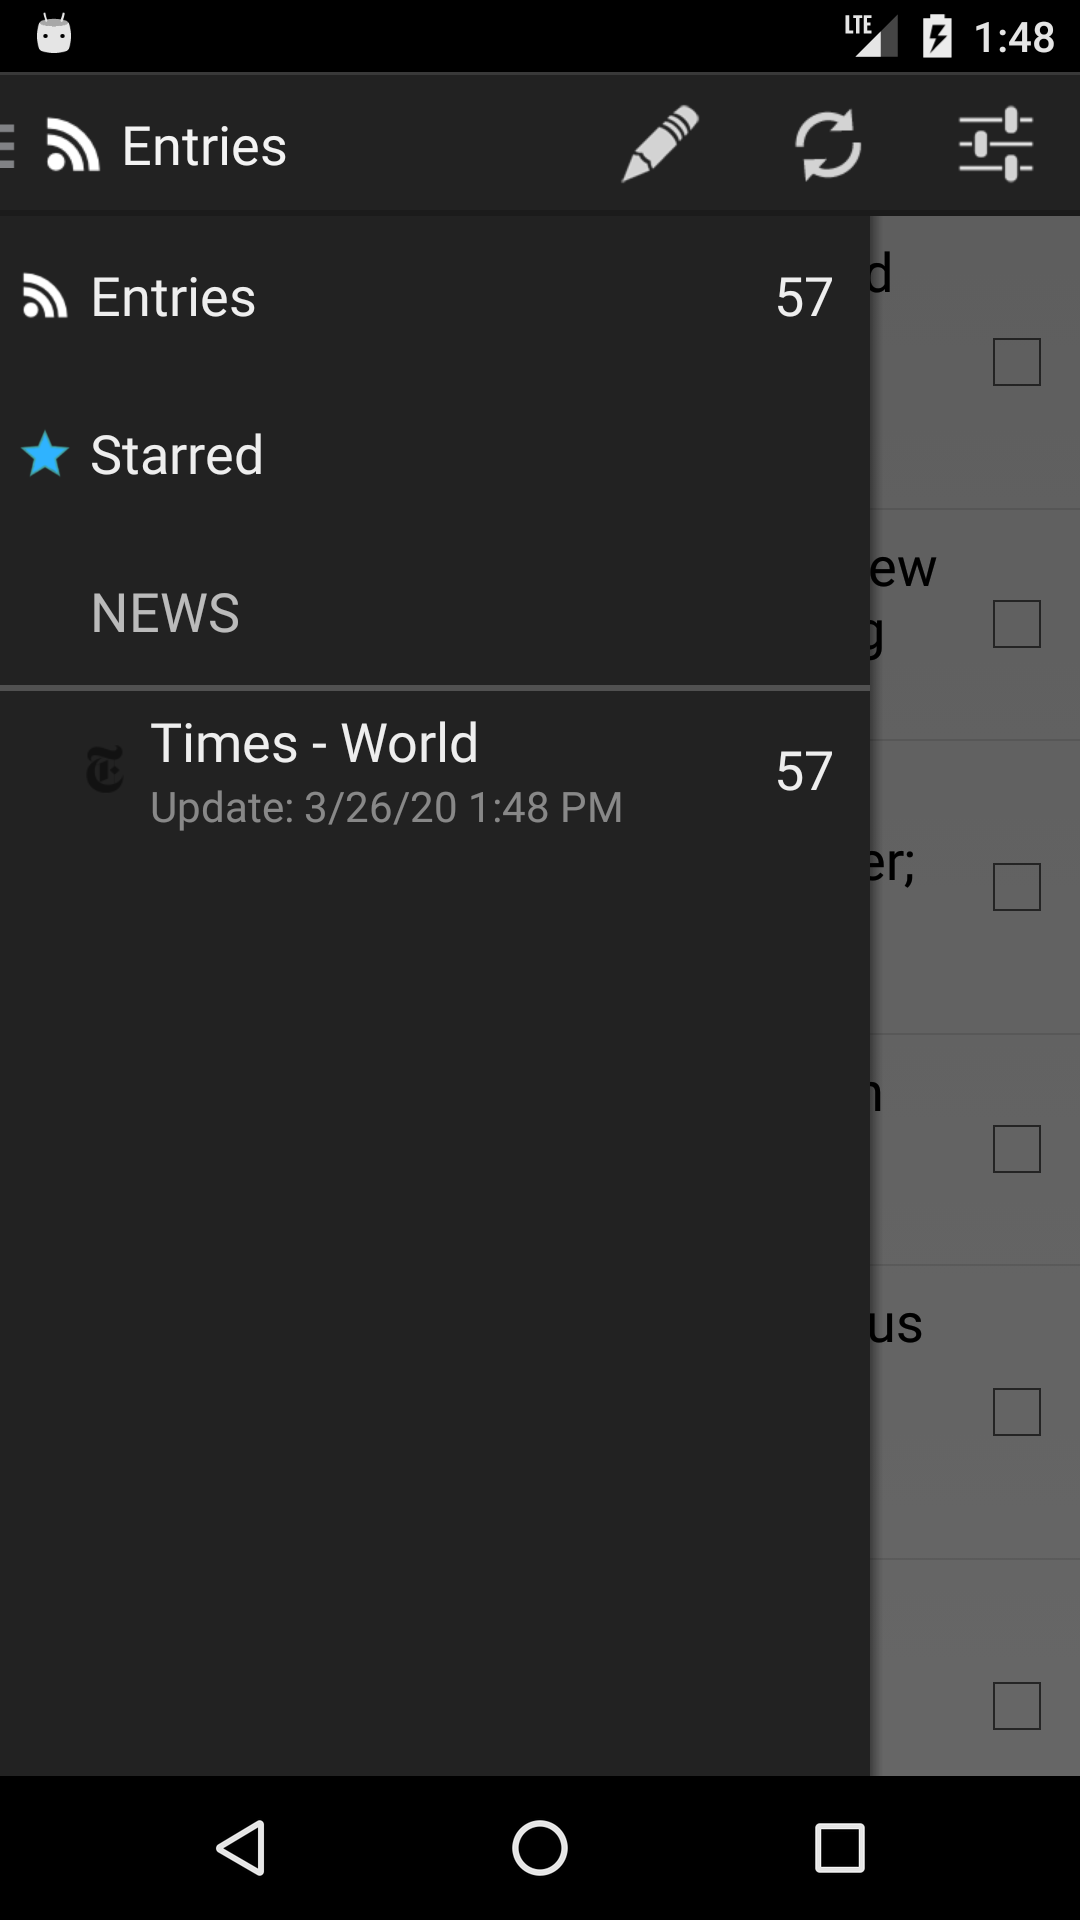 LTE 1:48
Entries
Entries 57
d
Starred
ew
g
NEWS
Times - World 57
Update: 3/26/20 1:48 PM
er;
n
us